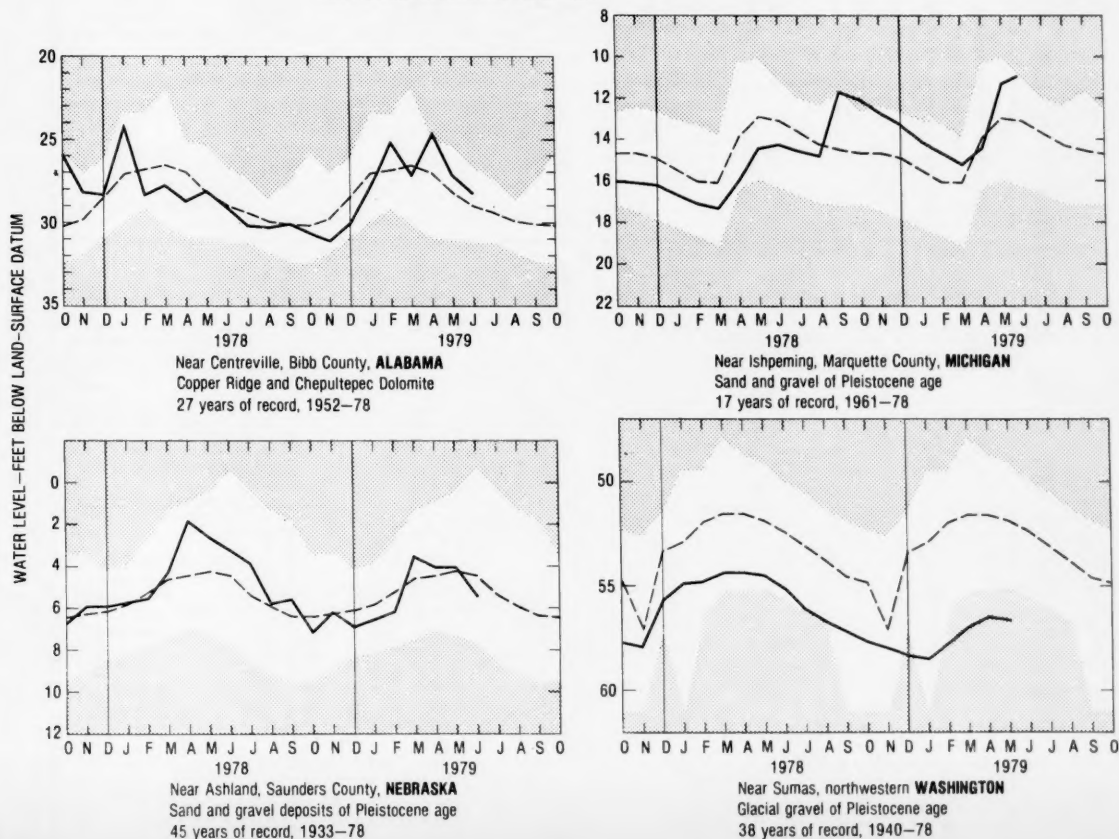 WATER LEVEL—FEET BELOW LAND—SURFACE DATUM
20
25
30
35
O N D J F M A M J J A S O N D J F M A M J J A S O
1978 1979
Near Centreville, Bibb County, ALABAMA
Copper Ridge and Chepultepec Dolomite
27 years of record, 1952—78
8
10
12
14
16
18
20
22
O N D J F M A M J J A S O N D J F M A M J J A S O
1978 1979
Near Ishpeming, Marquette County, MICHIGAN
Sand and gravel of Pleistocene age
17 years of record, 1961—78
0
2
4
6
8
10
12
O N D J F M A M J J A S O N D J F M A M J J A S O
1978 1979
Near Ashland, Saunders County, NEBRASKA
Sand and gravel deposits of Pleistocene age
45 years of record, 1933—78
50
55
60
O N D J F M A M J J A S O N D J F M A M J J A S O
1978 1979
Near Sumas, northwestern WASHINGTON
Glacial gravel of Pleistocene age
38 years of record, 1940—78